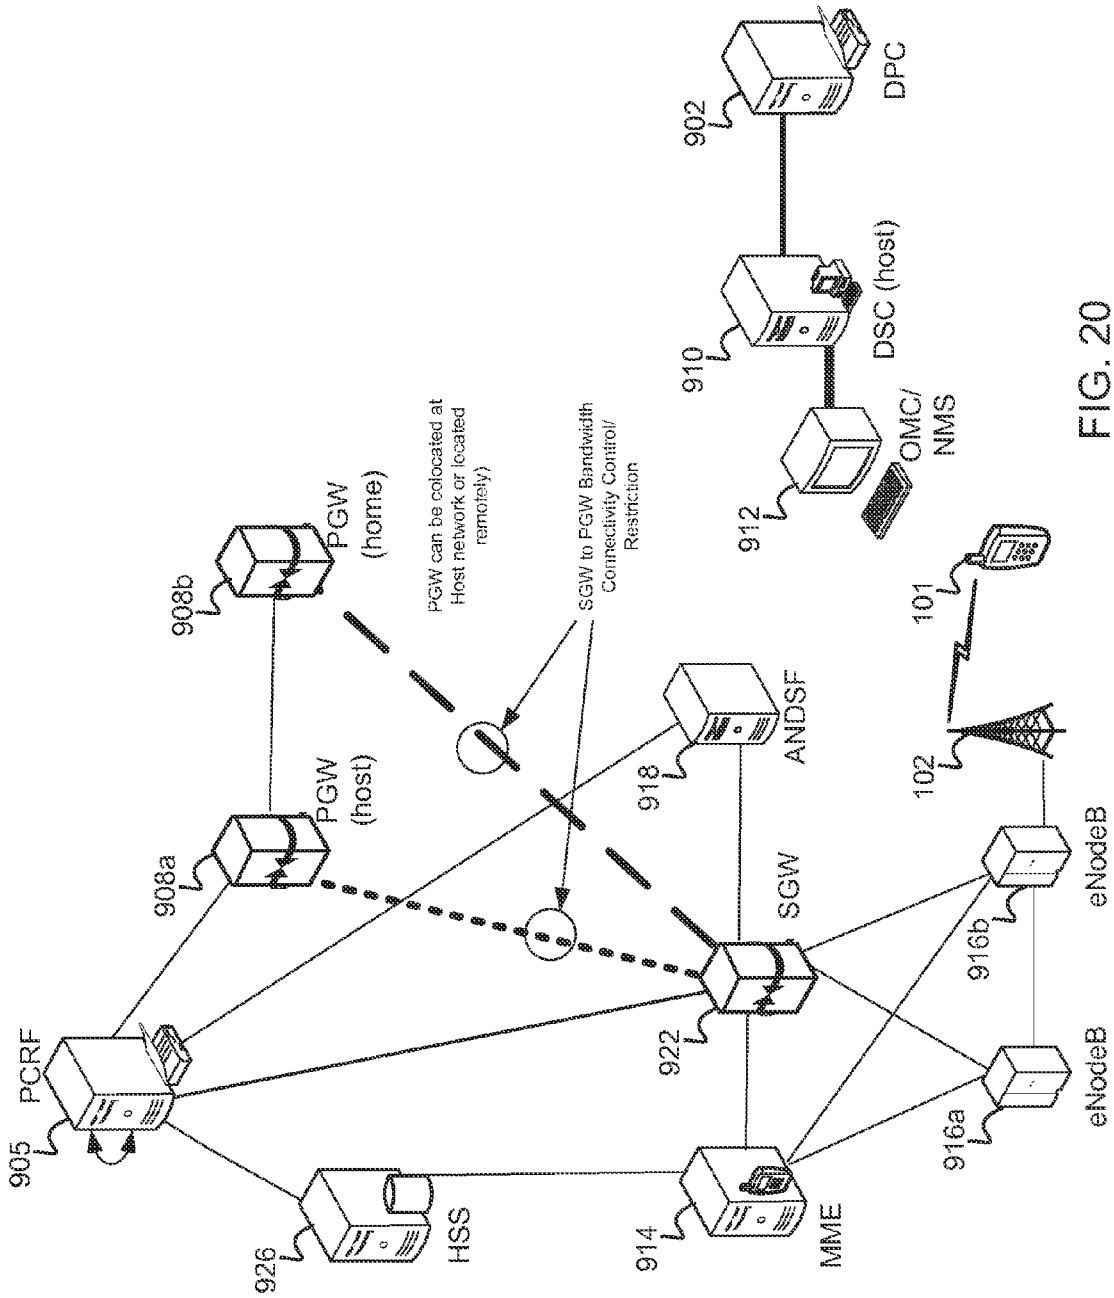 905
PCRF
908a
PGW
(host)
908b
PGW
(home)
PGW can be colocated at
Host network or located
remotely)
SGW to PGW Bandwidth
Connectivity Control/
Restriction
926
HSS
914
MME
922
SGW
918
ANDSF
916a
eNodeB
916b
eNodeB
102
101
912
OMC/
NMS
910
DSC (host)
902
DPC
FIG. 20